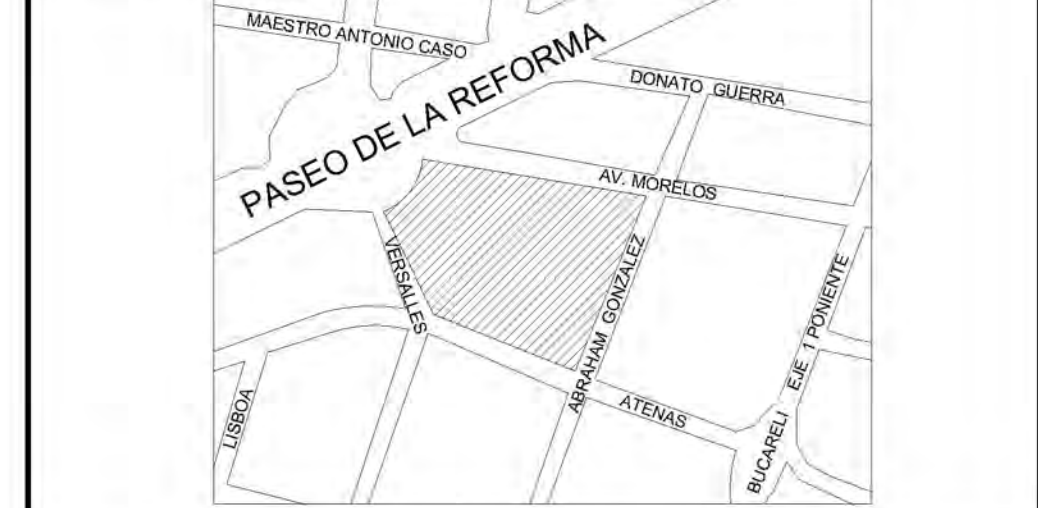 MAESTRO ANTONIO CASO
PASEO DE LA REFORMA
DONATO GUERRA
AV. MORELOS
VERSALLES
ABRAHAM GONZALEZ
EJE 1 PONIENTE
LISBOA
ATENAS
BUCARELI